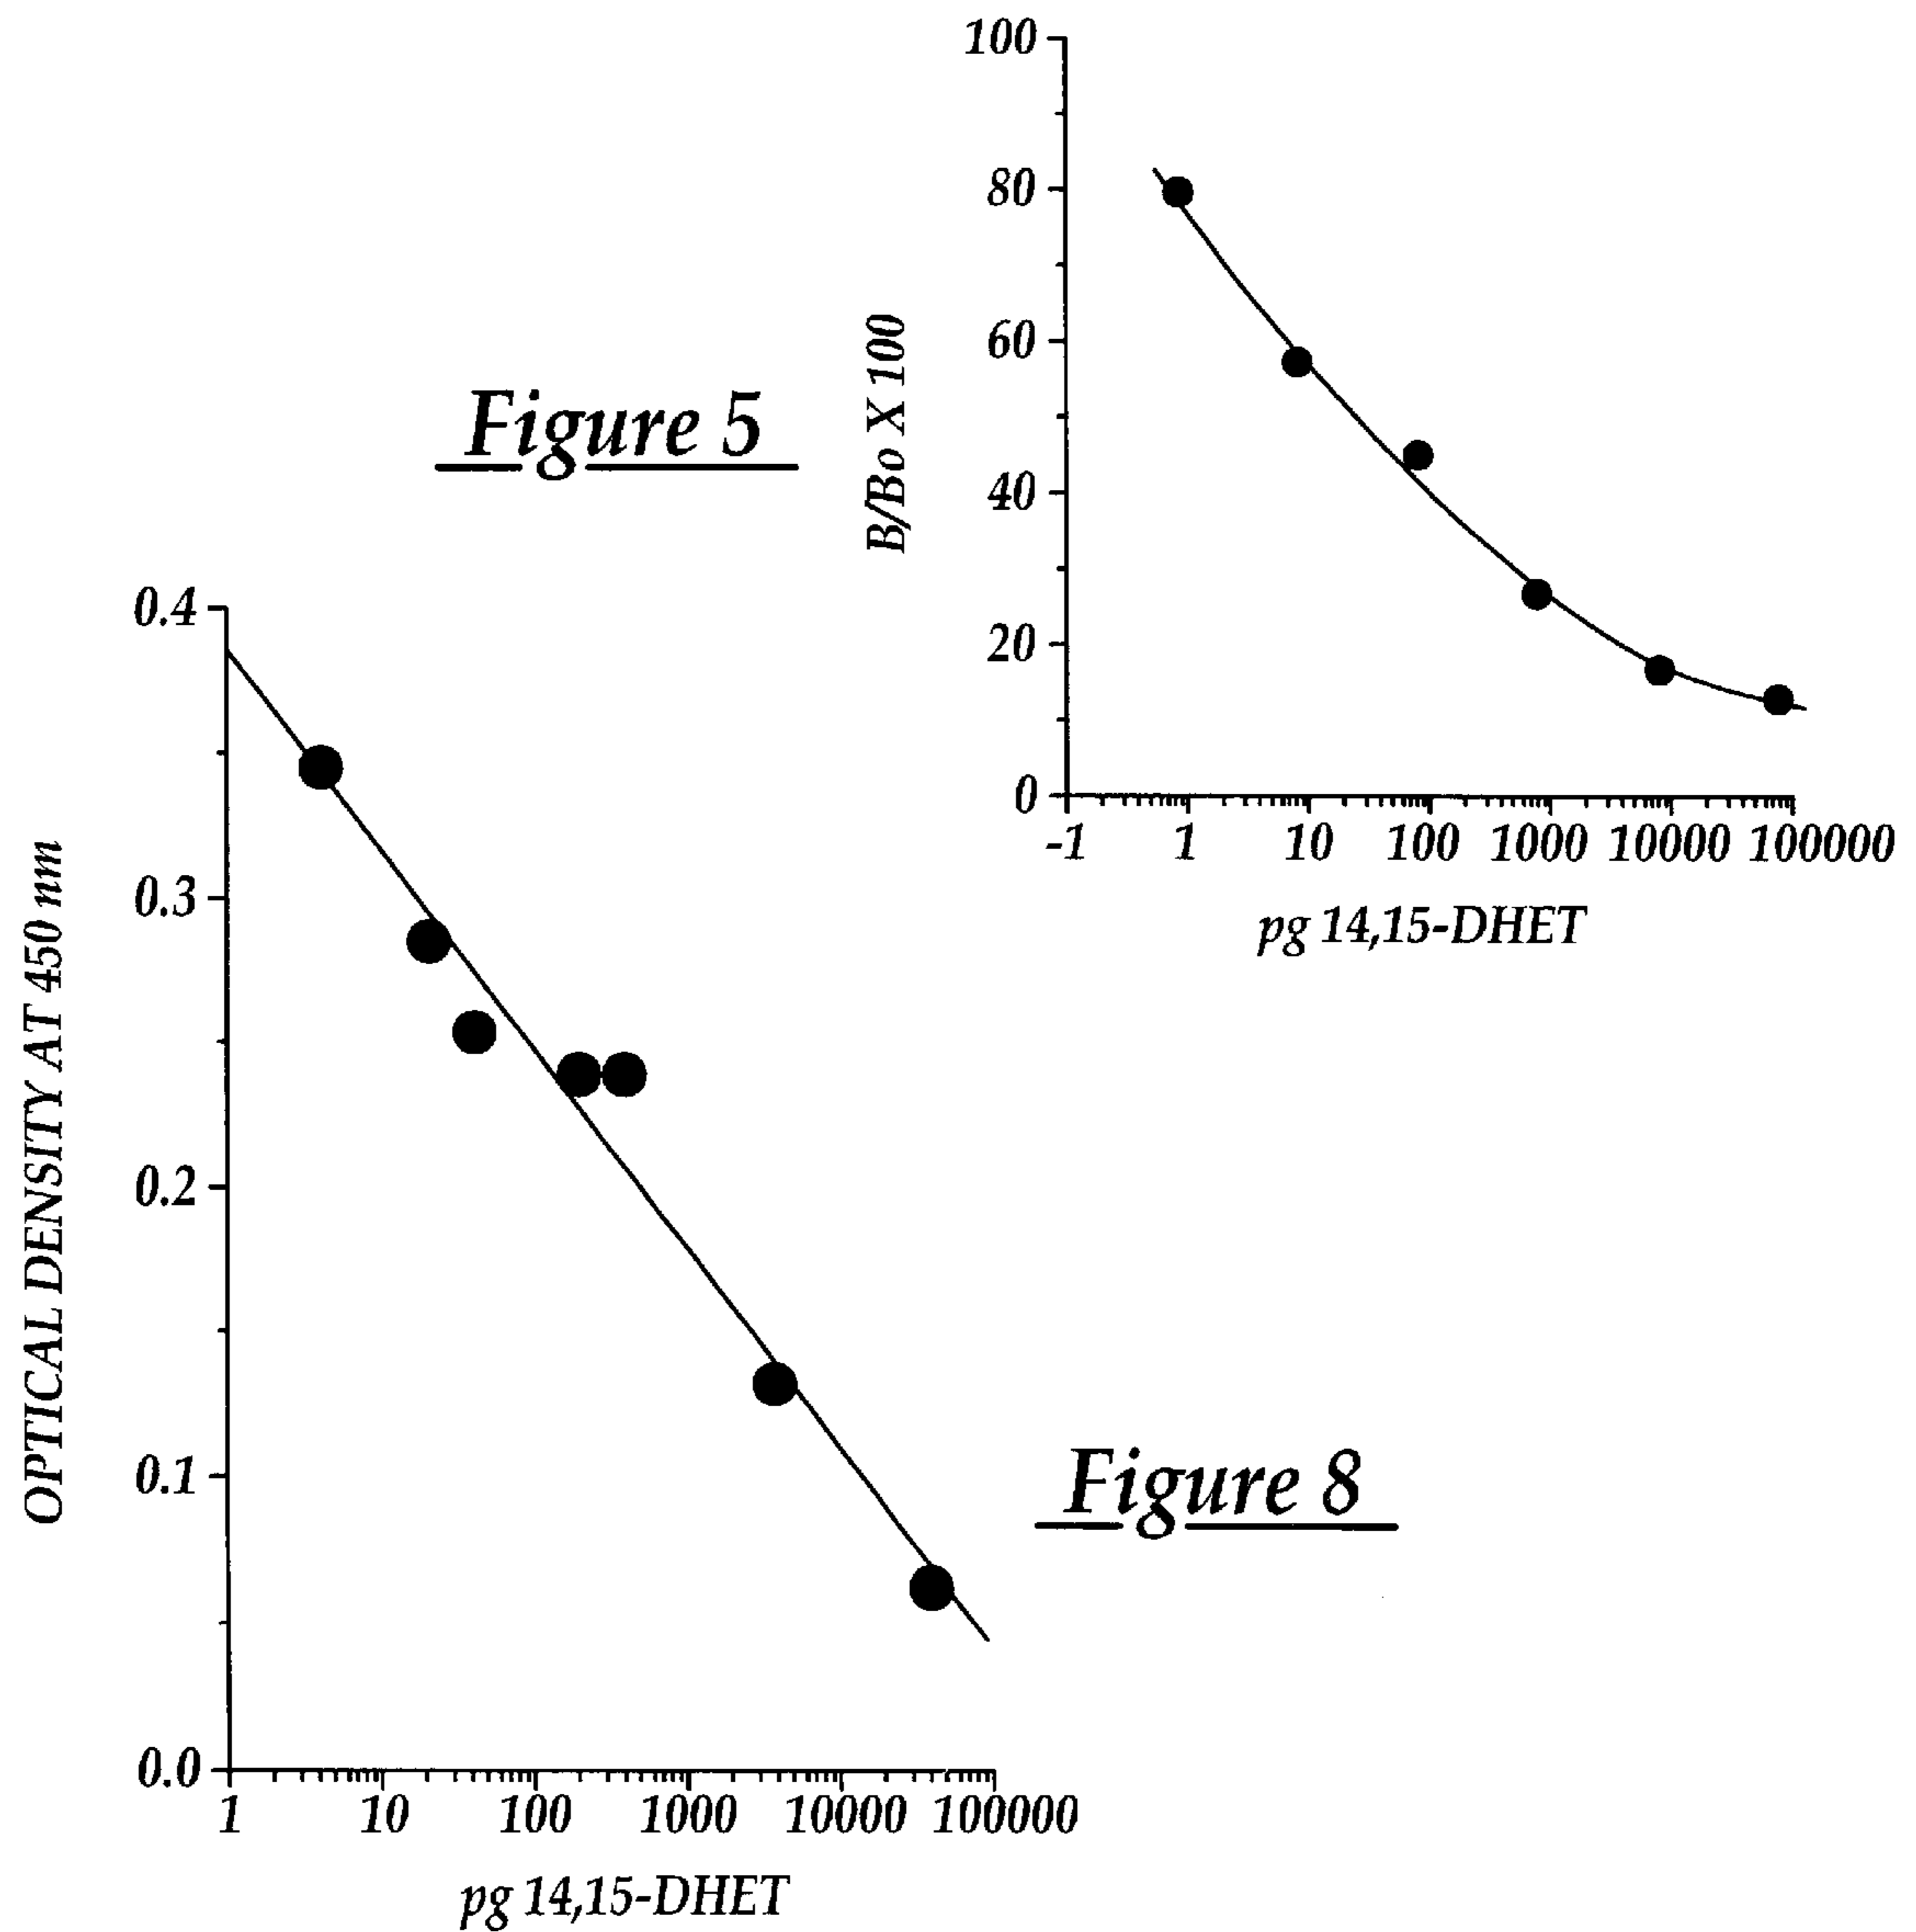 100
80
60
40
20
0
B/Bo X 100
-1 1 10 100 1000 10000 100000
pg 14,15-DHET
Figure 5
0.4
0.3
0.2
0.1
0.0
OPTICAL DENSITY AT 450 nm
1 10 100 1000 10000 100000
pg 14,15-DHET
Figure 8